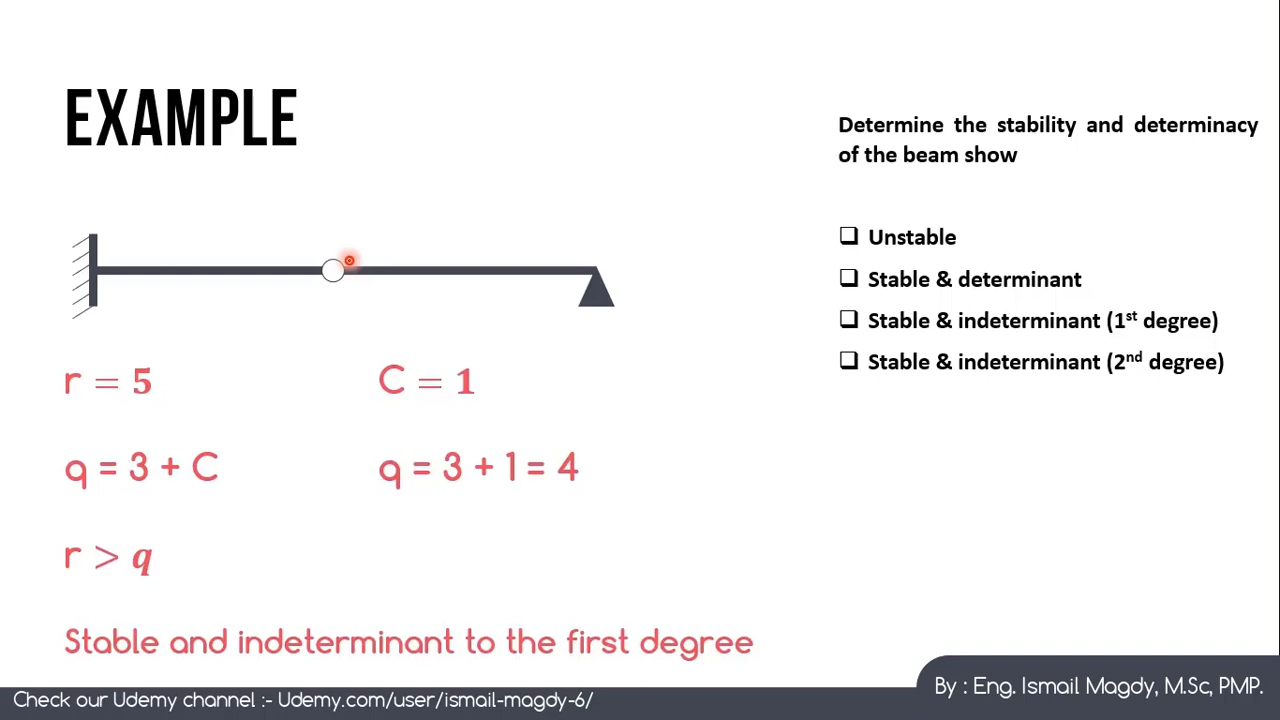 EXAMPLE
Determine the stability and determinacy
of the beam show
❑ Unstable
❑ Stable & determinant
❑ Stable & indeterminant (1st degree)
❑ Stable & indeterminant (2nd degree)
r = 5 C = 1
q = 3 + C q = 3 + 1 = 4
r > q
Stable and indeterminant to the first degree
By : Eng. Ismail Magdy, M.Sc, PMP.
Check our Udemy channel :- Udemy.com/user/ismail-magdy-6/